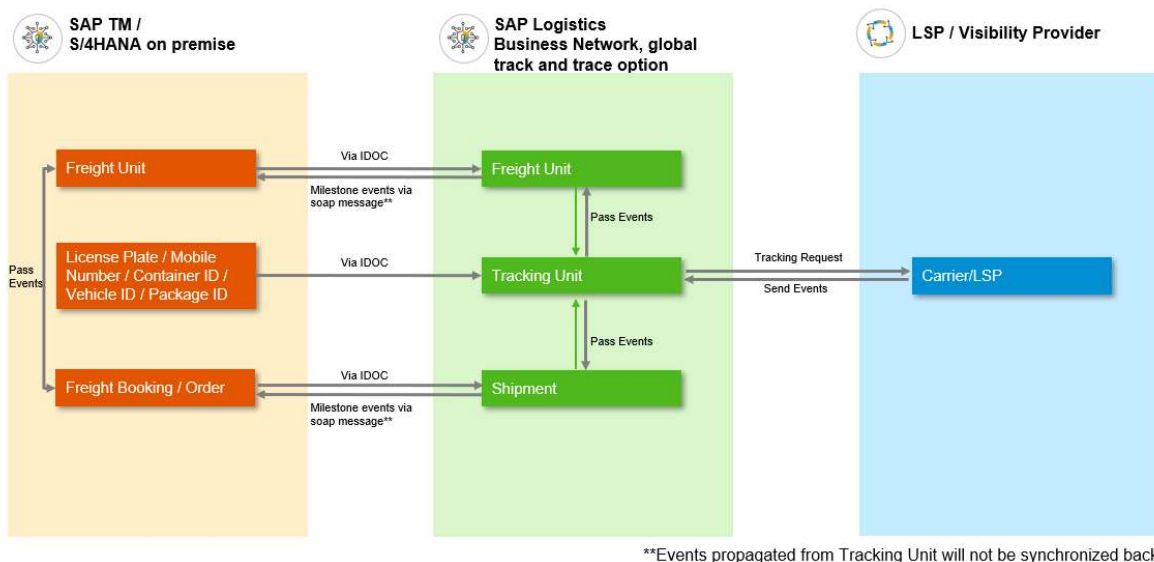 SAP TM /
S/4HANA on premise
SAP Logistics
Business Network, global
track and trace option
LSP / Visibility Provider
Freight Unit
Via IDOC
Milestone events via
soap message**
Freight Unit
Pass Events
Pass
Events
License Plate / Mobile
Number / Container ID /
Vehicle ID / Package ID
Via IDOC
Tracking Unit
Tracking Request
Send Events
Carrier/LSP
Pass Events
Freight Booking / Order
Via IDOC
Milestone events via
soap message**
Shipment
**Events propagated from Tracking Unit will not be synchronized back